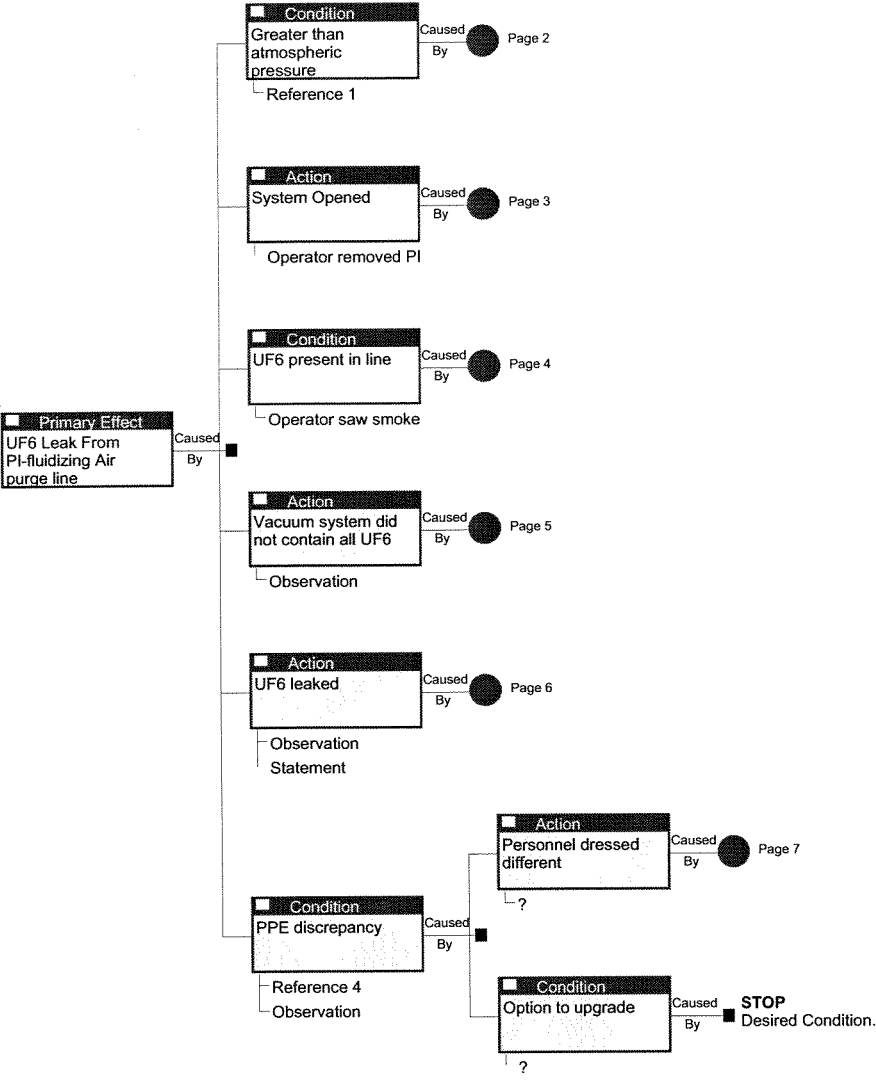 Condition
Greater than
atmospheric
pressure
Caused
By
Page 2
Reference 1
Action
System Opened
Caused
By
Page 3
Operator removed PI
Condition
UF6 present in line
Caused
By
Page 4
Operator saw smoke
Primary Effect
UF6 Leak From
PI-fluidizing Air
purge line
Caused
By
Action
Vacuum system did
not contain all UF6
Caused
By
Page 5
Observation
Action
UF6 leaked
Caused
By
Page 6
Observation
Statement
Condition
PPE discrepancy
Caused
By
Reference 4
Observation
Action
Personnel dressed
different
Caused
By
Page 7
?
Condition
Option to upgrade
Caused
By
STOP
Desired Condition.
?